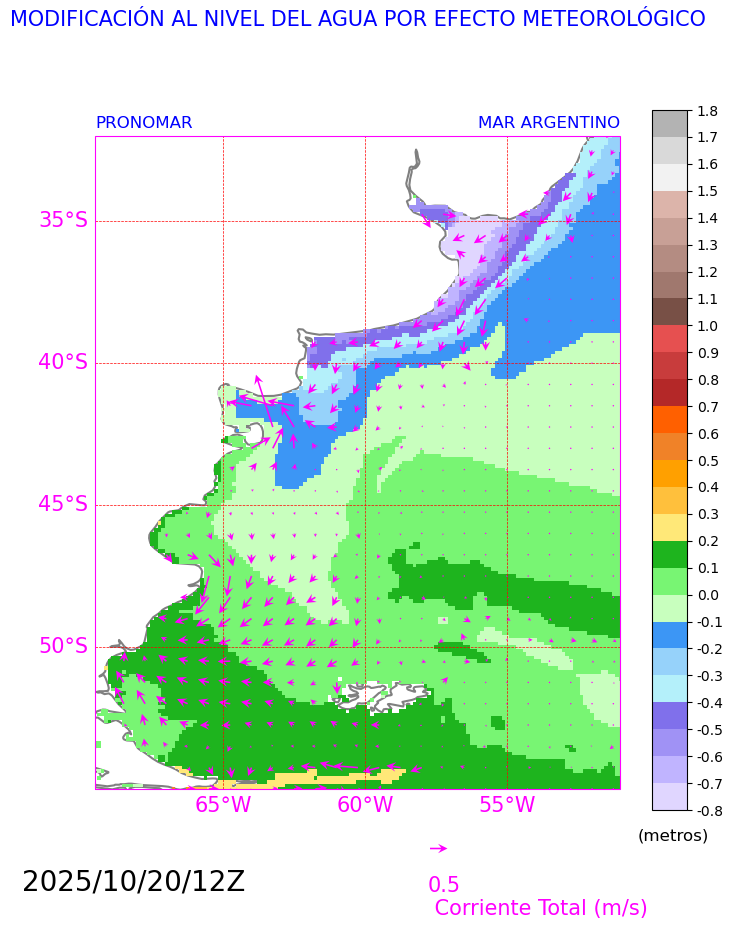 MODIFICACIÓN AL NIVEL DEL AGUA POR EFECTO METEOROLÓGICO
PRONOMAR MAR ARGENTINO
35°S
40°S
45°S
50°S
65°W 60°W 55°W
1.8
1.7
1.6
1.5
1.4
1.3
1.2
1.1
1.0
0.9
0.8
0.7
0.6
0.5
0.4
0.3
0.2
0.1
0.0
-0.1
-0.2
-0.3
-0.4
-0.5
-0.6
-0.7
-0.8
(metros)
2025/10/20/12Z
0.5
Corriente Total (m/s)